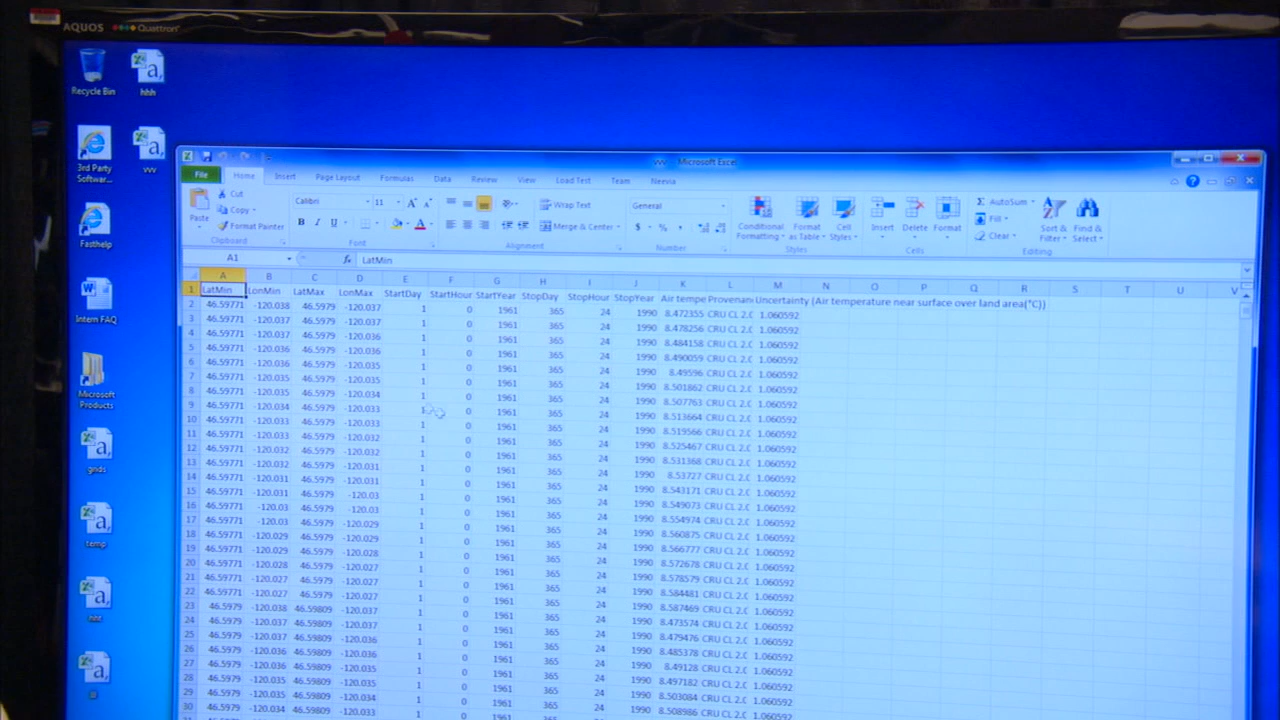 AQUOS Quattron
Recycle Bin
hhh
3rd Party Softwar...
vvv
Fasthelp
Intern FAQ
Microsoft Products
grids
temp
vvv Microsoft Excel
File Home Insert Page Layout Formulas Data Review View Load Test Team Neevia
Paste Cut Copy Format Painter Clipboard
Calibri 11 Font
Wrap Text Merge & Center Alignment
General $ % , Number
Conditional Formatting Format as Table Cell Styles Styles
Insert Delete Format Cells
AutoSum Fill Clear Sort & Filter Find & Select Editing
A1 fx LatMin
A B C D E F G H I J K L M N O P Q R S T U V
1 LatMin LonMin LatMax LonMax StartDay StartHour StartYear StopDay StopHour StopYear Air tempe Provenan Uncertainty (Air temperature near surface over land area(°C))
2 46.59771 -120.038 46.5979 -120.037 1 0 1961 365 24 1990 8.472355 CRU CL 2.0 1.060592
3 46.59771 -120.037 46.5979 -120.037 1 0 1961 365 24 1990 8.478256 CRU CL 2.0 1.060592
4 46.59771 -120.037 46.5979 -120.036 1 0 1961 365 24 1990 8.484158 CRU CL 2.0 1.060592
5 46.59771 -120.036 46.5979 -120.036 1 0 1961 365 24 1990 8.490059 CRU CL 2.0 1.060592
6 46.59771 -120.036 46.5979 -120.035 1 0 1961 365 24 1990 8.49596 CRU CL 2.0 1.060592
7 46.59771 -120.035 46.5979 -120.035 1 0 1961 365 24 1990 8.501862 CRU CL 2.0 1.060592
8 46.59771 -120.035 46.5979 -120.034 1 0 1961 365 24 1990 8.507763 CRU CL 2.0 1.060592
9 46.59771 -120.034 46.5979 -120.033 1 0 1961 365 24 1990 8.513664 CRU CL 2.0 1.060592
10 46.59771 -120.033 46.5979 -120.033 1 0 1961 365 24 1990 8.519566 CRU CL 2.0 1.060592
11 46.59771 -120.033 46.5979 -120.032 1 0 1961 365 24 1990 8.525467 CRU CL 2.0 1.060592
12 46.59771 -120.032 46.5979 -120.032 1 0 1961 365 24 1990 8.531368 CRU CL 2.0 1.060592
13 46.59771 -120.032 46.5979 -120.031 1 0 1961 365 24 1990 8.53727 CRU CL 2.0 1.060592
14 46.59771 -120.031 46.5979 -120.031 1 0 1961 365 24 1990 8.543171 CRU CL 2.0 1.060592
15 46.59771 -120.031 46.5979 -120.03 1 0 1961 365 24 1990 8.549073 CRU CL 2.0 1.060592
16 46.59771 -120.03 46.5979 -120.03 1 0 1961 365 24 1990 8.554974 CRU CL 2.0 1.060592
17 46.59771 -120.03 46.5979 -120.029 1 0 1961 365 24 1990 8.560875 CRU CL 2.0 1.060592
18 46.59771 -120.029 46.5979 -120.029 1 0 1961 365 24 1990 8.566777 CRU CL 2.0 1.060592
19 46.59771 -120.029 46.5979 -120.028 1 0 1961 365 24 1990 8.572678 CRU CL 2.0 1.060592
20 46.59771 -120.028 46.5979 -120.027 1 0 1961 365 24 1990 8.578579 CRU CL 2.0 1.060592
21 46.59771 -120.027 46.5979 -120.027 1 0 1961 365 24 1990 8.584481 CRU CL 2.0 1.060592
22 46.59771 -120.027 46.5979 -120.026 1 0 1961 365 24 1990 8.587469 CRU CL 2.0 1.060592
23 46.5979 -120.038 46.59809 -120.037 1 0 1961 365 24 1990 8.473574 CRU CL 2.0 1.060592
24 46.5979 -120.037 46.59809 -120.037 1 0 1961 365 24 1990 8.479476 CRU CL 2.0 1.060592
25 46.5979 -120.037 46.59809 -120.036 1 0 1961 365 24 1990 8.485378 CRU CL 2.0 1.060592
26 46.5979 -120.036 46.59809 -120.036 1 0 1961 365 24 1990 8.49128 CRU CL 2.0 1.060592
27 46.5979 -120.036 46.59809 -120.035 1 0 1961 365 24 1990 8.497182 CRU CL 2.0 1.060592
28 46.5979 -120.035 46.59809 -120.035 1 0 1961 365 24 1990 8.503084 CRU CL 2.0 1.060592
29 46.5979 -120.035 46.59809 -120.034 1 0 1961 365 24 1990 8.508986 CRU CL 2.0 1.060592
30 46.5979 -120.034 46.59809 -120.033